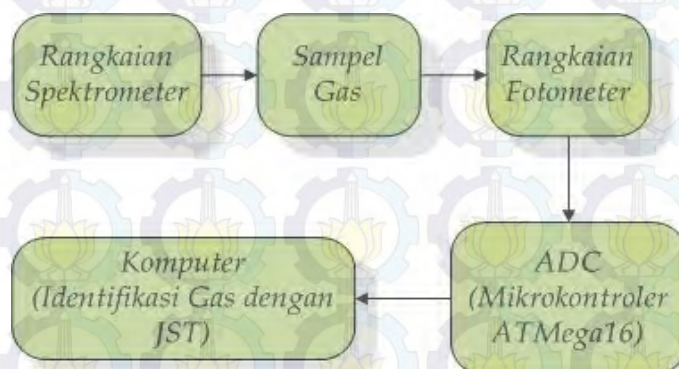 Rangkaian
Spektrometer
Sampel
Gas
Rangkaian
Fotometer
ADC
(Mikrokontroler
ATMega16)
Komputer
(Identifikasi Gas dengan
JST)